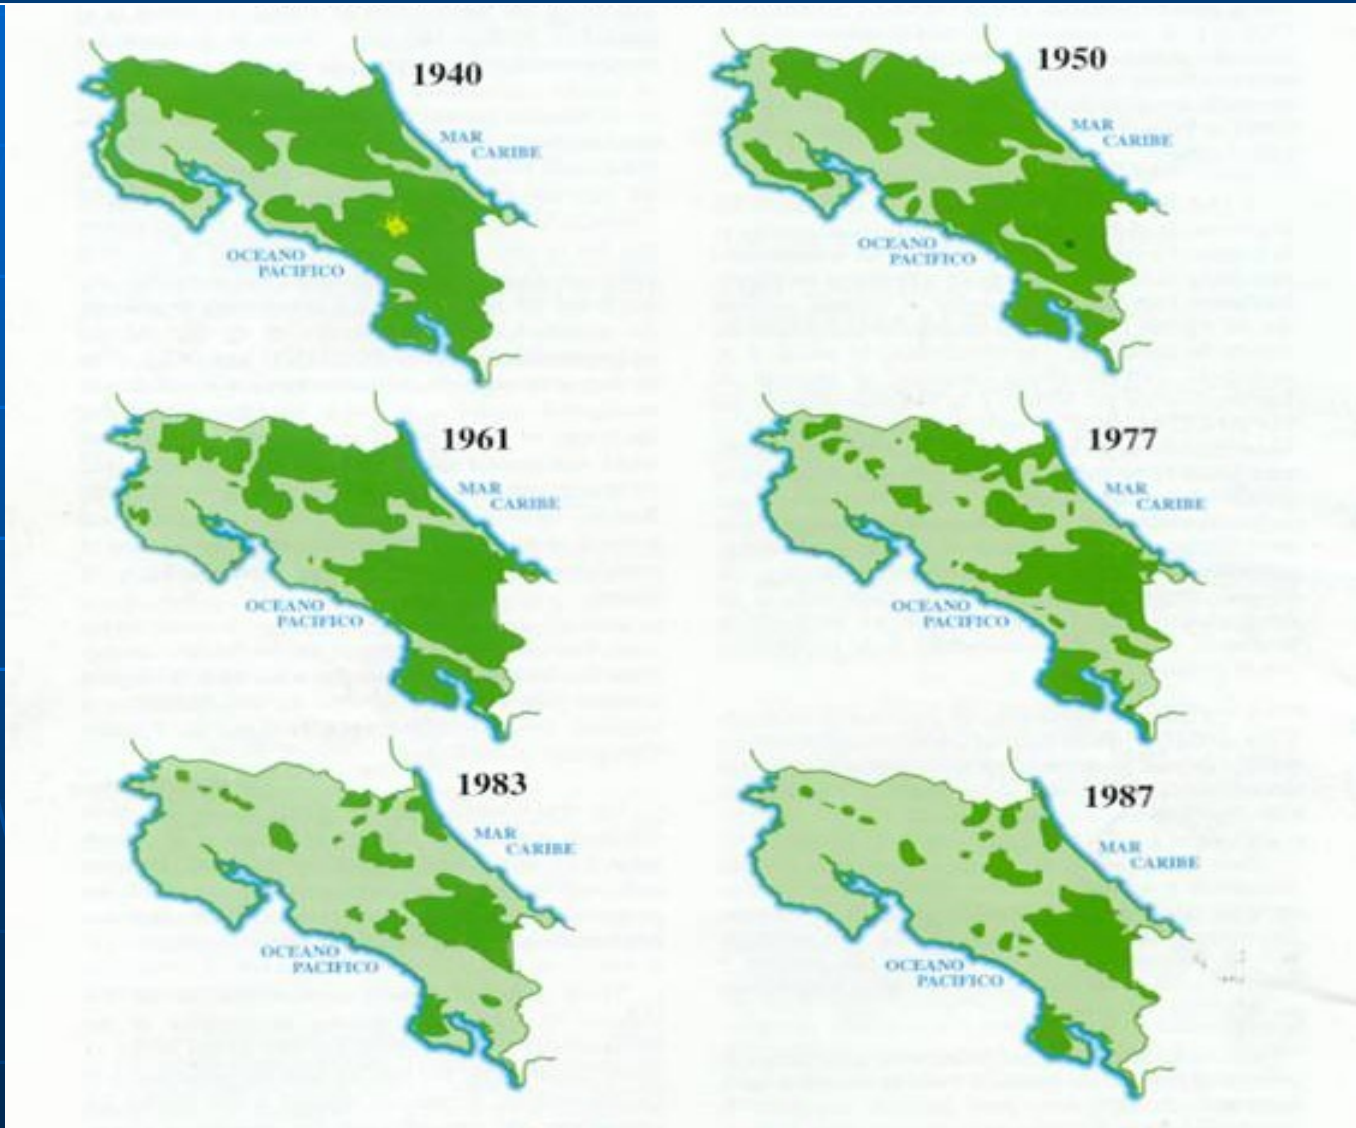 1940
MAR
CARIBE
OCEANO
PACIFICO
1950
MAR
CARIBE
OCEANO
PACIFICO
1961
MAR
CARIBE
OCEANO
PACIFICO
1977
MAR
CARIBE
OCEANO
PACIFICO
1983
MAR
CARIBE
OCEANO
PACIFICO
1987
MAR
CARIBE
OCEANO
PACIFICO